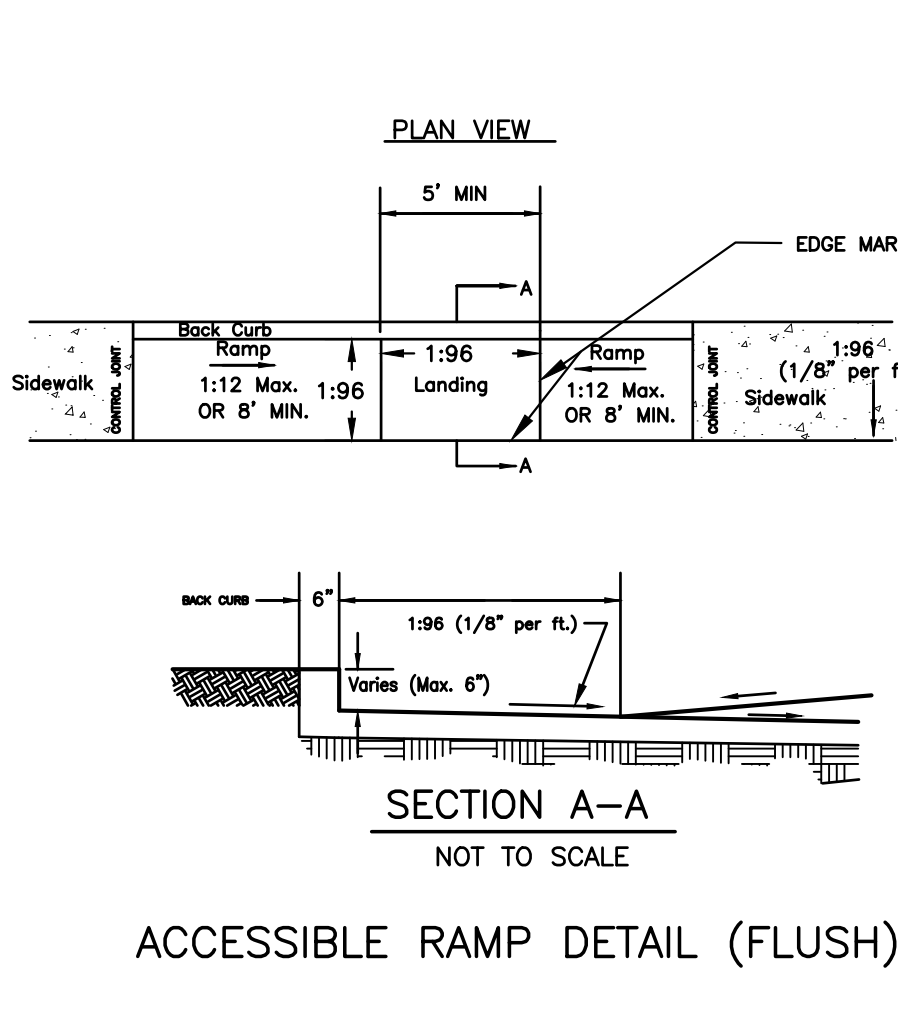 PLAN VIEW
5' MIN
EDGE MAR
A
Back Curb
Ramp
1:96
Ramp
1:96
(1/8" per f
Sidewalk
CONTROL JOINT
1:12 Max.
OR 8' MIN.
1:96
Landing
1:12 Max.
OR 8' MIN.
CONTROL JOINT
Sidewalk
A
BACK CURB
6"
1:96 (1/8" per ft.)
Varies (Max. 6")
SECTION A-A
NOT TO SCALE
ACCESSIBLE RAMP DETAIL (FLUSH)